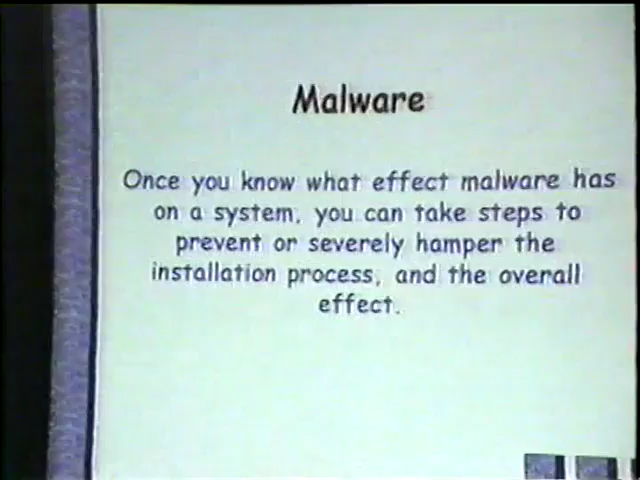 Malware
Once you know what effect malware has
on a system, you can take steps to
prevent or severely hamper the
installation process, and the overall
effect.